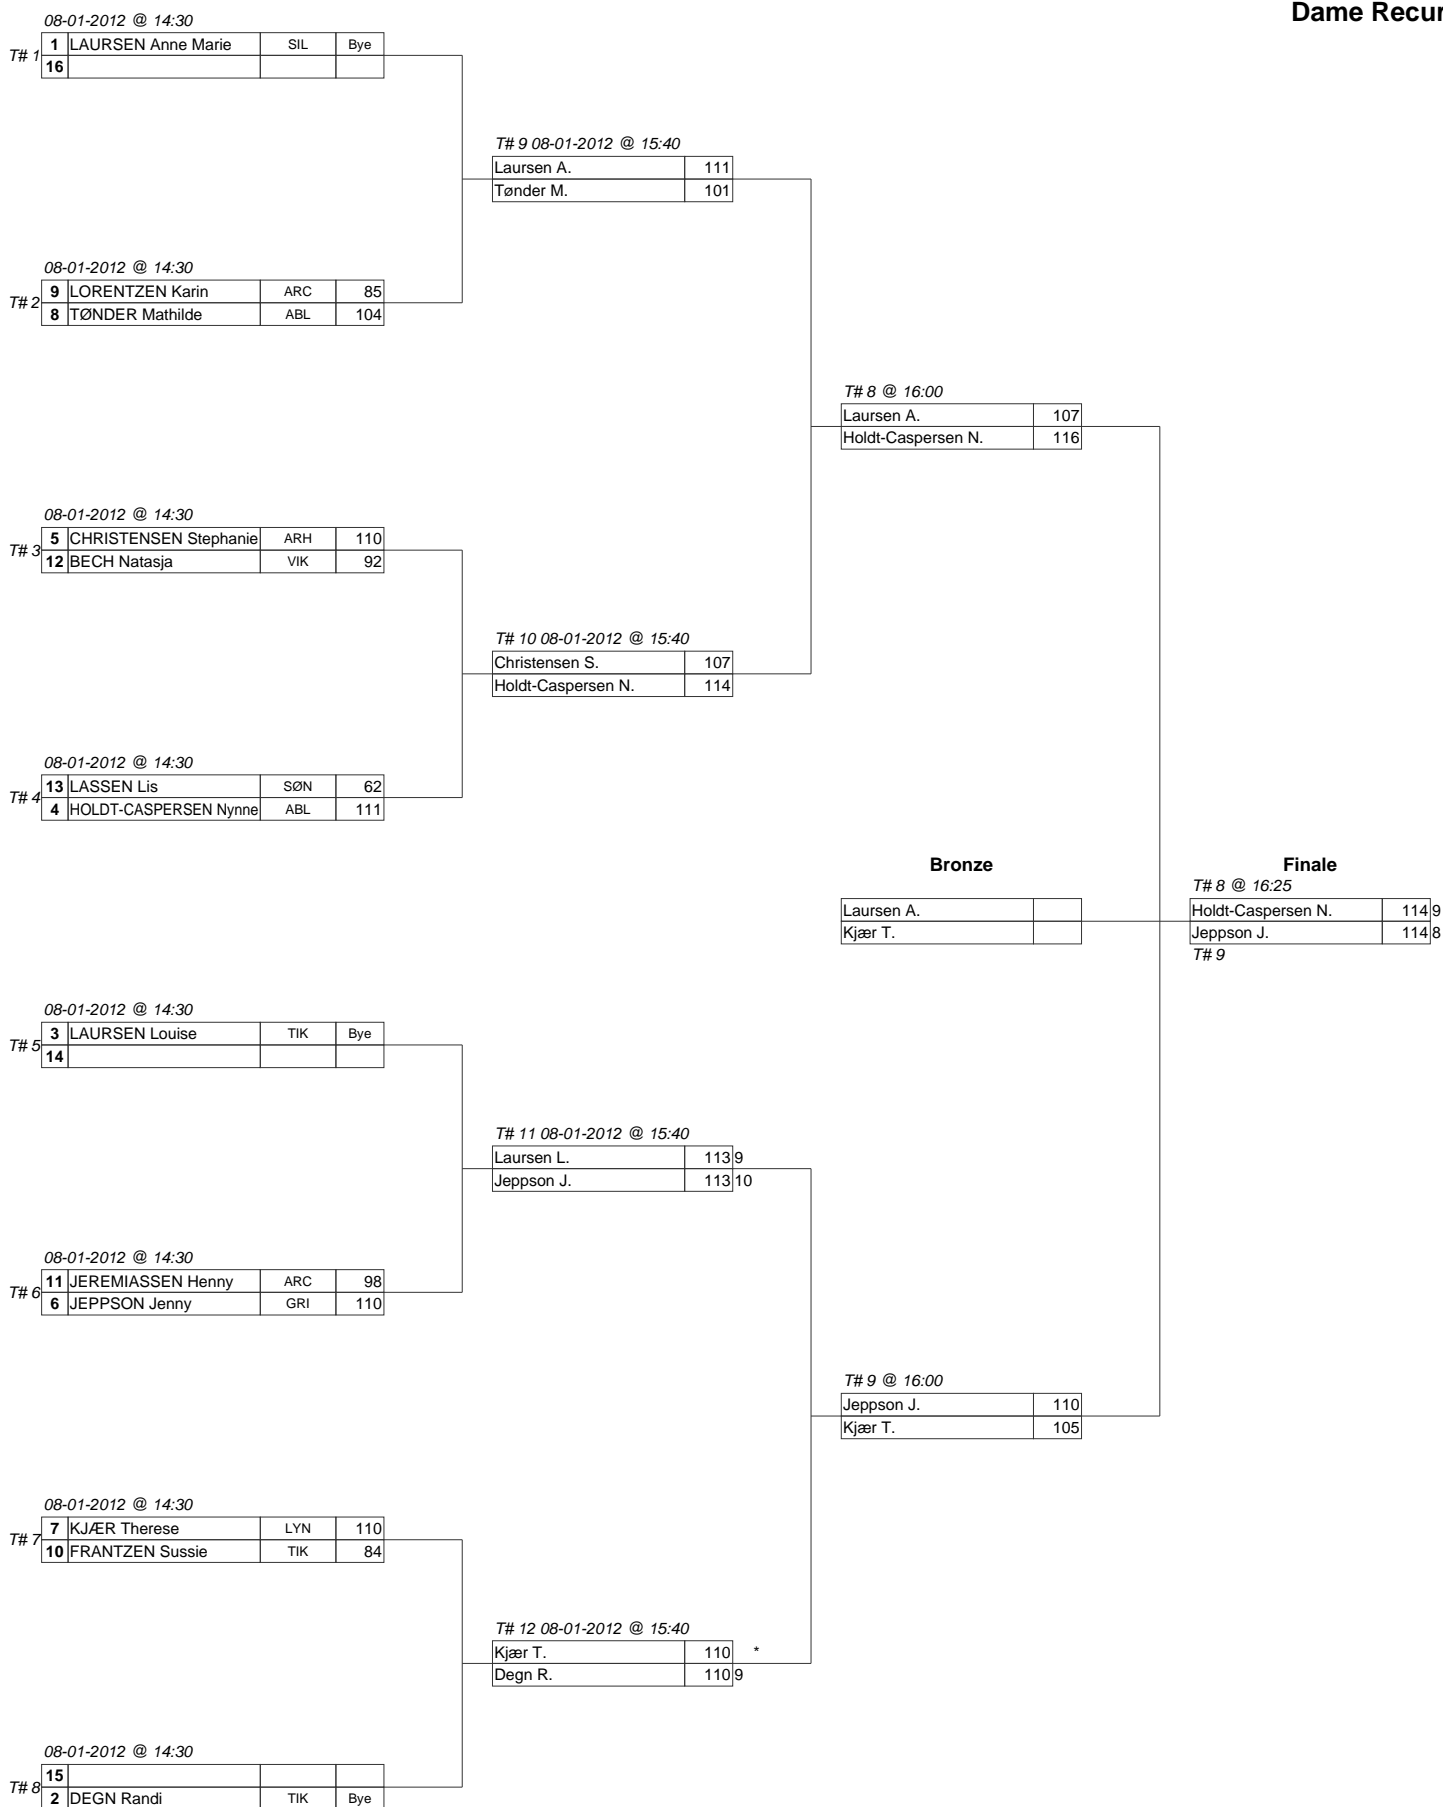 Dame Recur
08-01-2012 @ 14:30
T# 1
1 LAURSEN Anne Marie SIL Bye
16
T# 9 08-01-2012 @ 15:40
Laursen A. 111
Tønder M. 101
08-01-2012 @ 14:30
T# 2
9 LORENTZEN Karin ARC 85
8 TØNDER Mathilde ABL 104
T# 8 @ 16:00
Laursen A. 107
Holdt-Caspersen N. 116
08-01-2012 @ 14:30
T# 3
5 CHRISTENSEN Stephanie ARH 110
12 BECH Natasja VIK 92
T# 10 08-01-2012 @ 15:40
Christensen S. 107
Holdt-Caspersen N. 114
08-01-2012 @ 14:30
T# 4
13 LASSEN Lis SØN 62
4 HOLDT-CASPERSEN Nynne ABL 111
Bronze
Laursen A.
Kjær T.
Finale
T# 8 @ 16:25
Holdt-Caspersen N. 114 9
Jeppson J. 114 8
T# 9
08-01-2012 @ 14:30
T# 5
3 LAURSEN Louise TIK Bye
14
T# 11 08-01-2012 @ 15:40
Laursen L. 113 9
Jeppson J. 113 10
08-01-2012 @ 14:30
T# 6
11 JEREMIASSEN Henny ARC 98
6 JEPPSON Jenny GRI 110
T# 9 @ 16:00
Jeppson J. 110
Kjær T. 105
08-01-2012 @ 14:30
T# 7
7 KJÆR Therese LYN 110
10 FRANTZEN Sussie TIK 84
T# 12 08-01-2012 @ 15:40
Kjær T. 110 *
Degn R. 110 9
08-01-2012 @ 14:30
T# 8
15
2 DEGN Randi TIK Bye